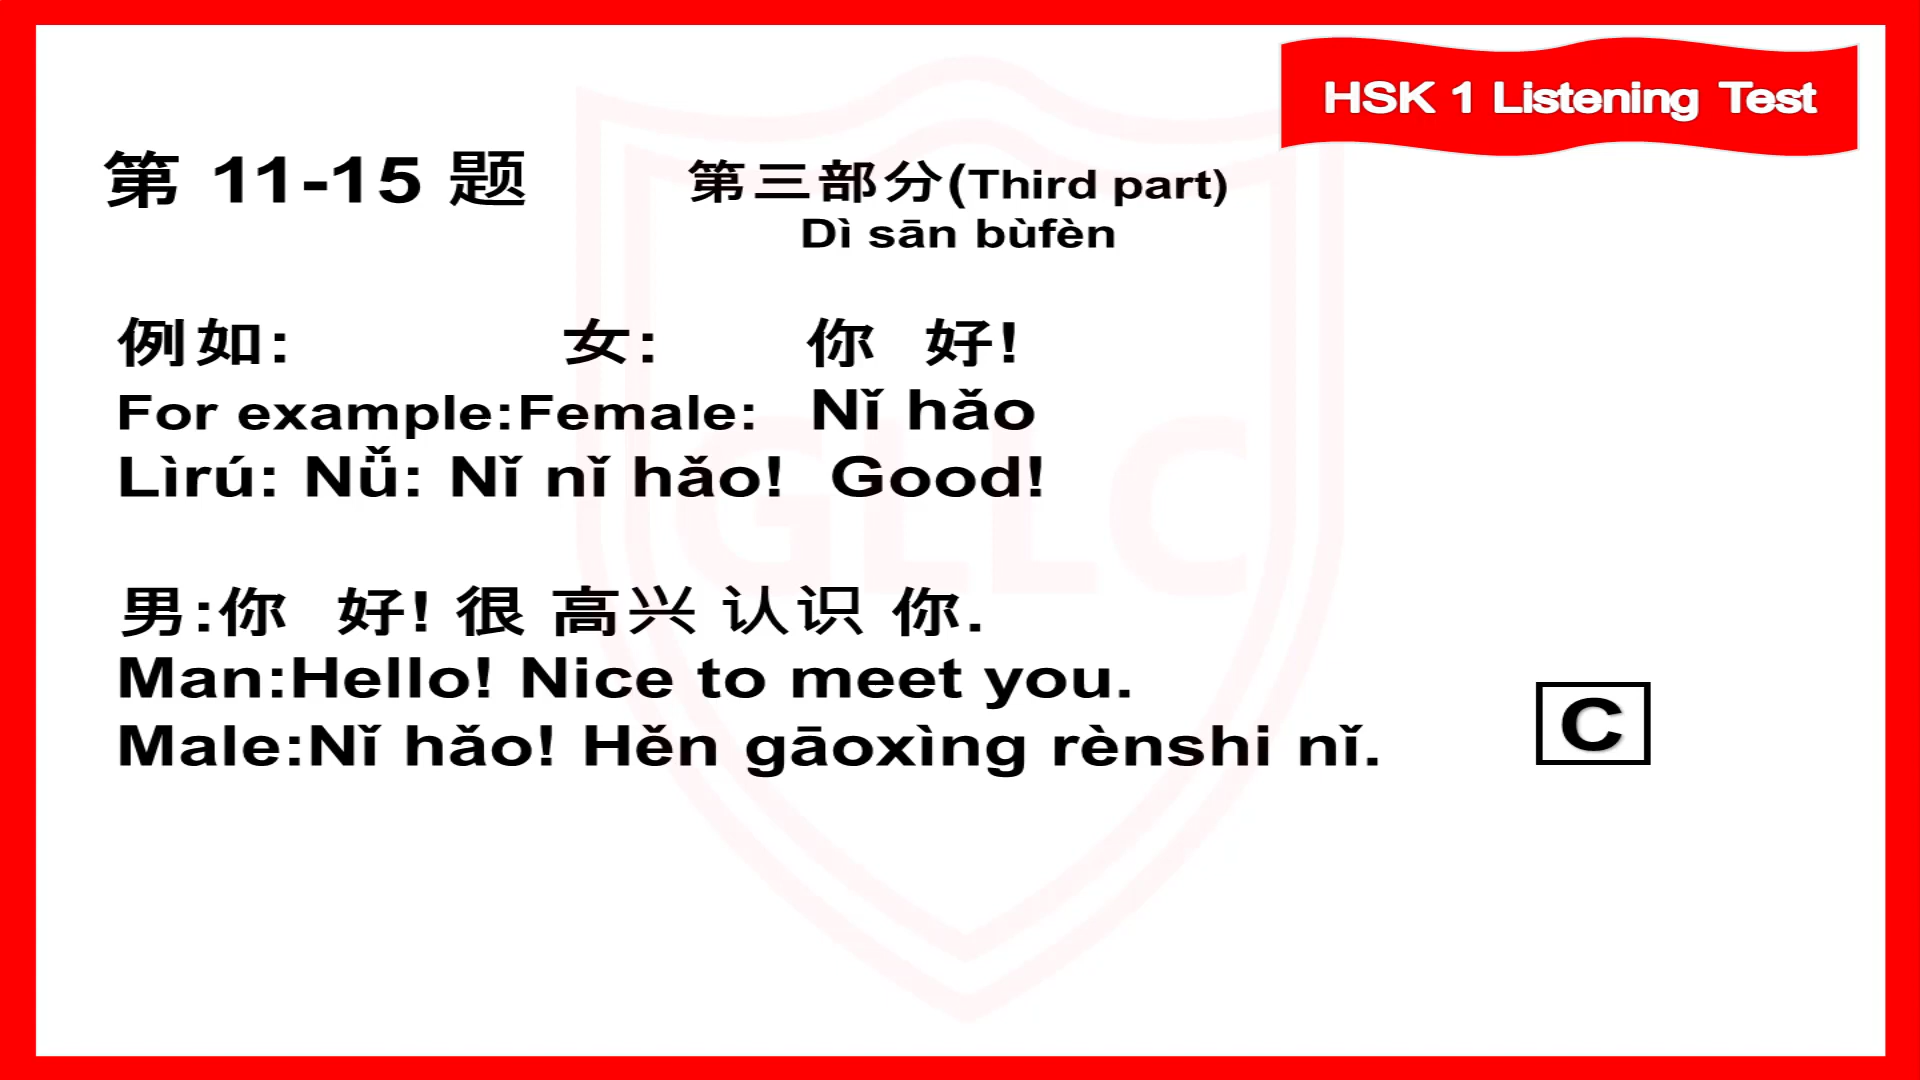 HSK 1 Listening Test
第 11-15 题
第三部分(Third part)
Dì sān bùfèn
例如: 女: 你 好!
For example:Female: Nǐ hǎo
Lìrú: Nǚ: Nǐ nǐ hǎo! Good!
男:你 好! 很 高兴 认识 你.
Man:Hello! Nice to meet you.
Male:Nǐ hǎo! Hěn gāoxìng rènshi nǐ.
C
GLLC